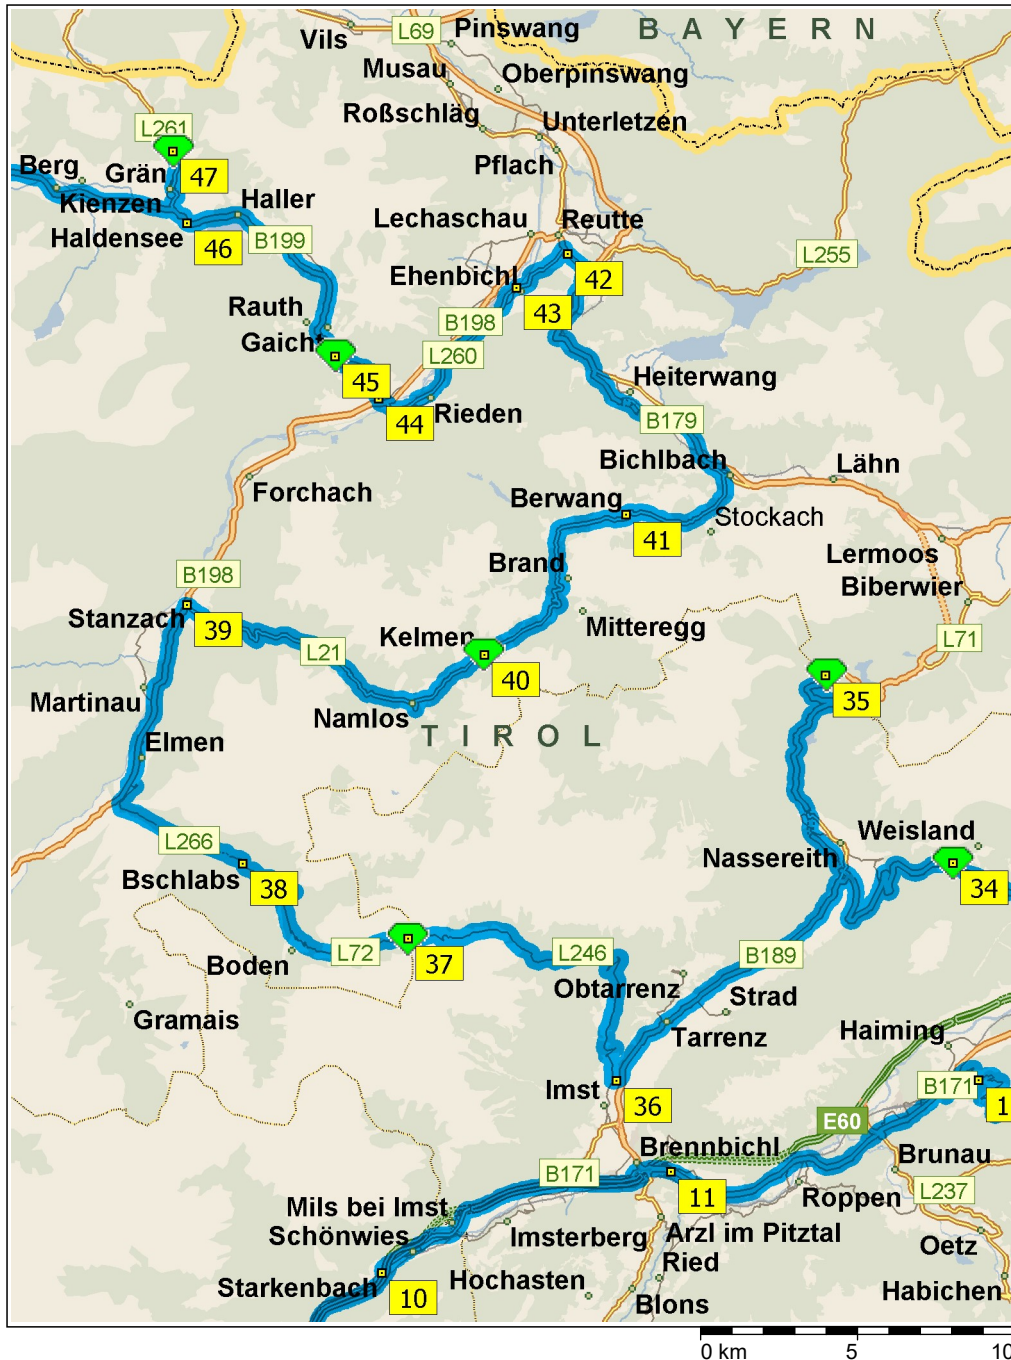 BAYERN
Vils
L69
Pinswang
Musau
Oberpinswang
Roßschläg
Unterletzen
L261
Pflach
Berg
Grän
47
Kienzen
Haller
Haldensee
46
B199
Lechaschau
Reutte
L255
Ehenbichl
42
43
Rauth
B198
Gaich
L260
45
Heiterwang
44
Rieden
B179
Bichlbach
Lähn
Forchach
Berwang
Stockach
41
Lermoos
Brand
Biberwier
B198
Stanzach
39
Kelmen
Mitteregg
L71
L21
40
35
Martinau
Namlos
TIROL
Elmen
L266
Weisland
Nassereith
Bschlabs
38
34
L72
37
L246
B189
Boden
Obtarrenz
Strad
Gramais
Tarrenz
Haiming
Imst
36
B171
1
E60
Brennbichl
Brunau
B171
11
Roppen
L237
Mils bei Imst
Schönwies
Imsterberg
Arzl im Pitztal
Oetz
Ried
Starkenbach
10
Hochasten
Blons
Habichen
0 km
5
10